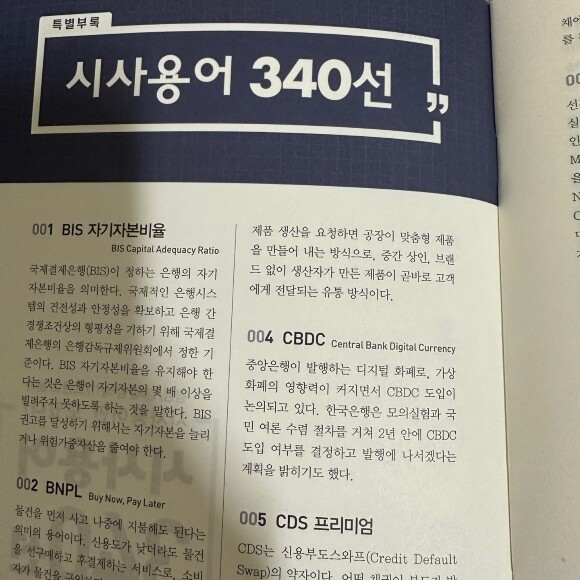 특별부록
시사용어 340선
”
001 BIS 자기자본비율
BIS Capital Adequacy Ratio
국제결제은행(BIS)이 정하는 은행의 자기
자본비율을 의미한다. 국제적인 은행시스
템의 건전성과 안정성을 확보하고 은행 간
경쟁조건상의 형평성을 기하기 위해 국제결
제은행의 은행감독규제위원회에서 정한 기
준이다. BIS 자기자본비율을 유지해야 한
다는 것은 은행이 자기자본의 몇 배 이상을
빌려주지 못하도록 하는 것을 말한다. BIS
권고를 달성하기 위해서는 자기자본을 늘리
거나 위험가중자산을 줄여야 한다.
002 BNPL Buy Now, Pay Later
물건을 먼저 사고 나중에 지불해도 된다는
의미의 용어이다. 신용도가 낮더라도 물건
을 선구매하고 후결제하는 서비스로, 소비
자가 물건을
제품 생산을 요청하면 공장이 맞춤형 제품
을 만들어 내는 방식으로, 중간 상인, 브랜
드 없이 생산자가 만든 제품이 곧바로 고객
에게 전달되는 유통 방식이다.
004 CBDC Central Bank Digital Currency
중앙은행이 발행하는 디지털 화폐로, 가상
화폐의 영향력이 커지면서 CBDC 도입이
논의되고 있다. 한국은행은 모의실험과 국
민 여론 수렴 절차를 거쳐 2년 안에 CBDC
도입 여부를 결정하고 발행에 나서겠다는
계획을 밝히기도 했다.
005 CDS 프리미엄
CDS는 신용부도스와프(Credit Default
Swap)의 약자이다. 어떤 채권이 부도가